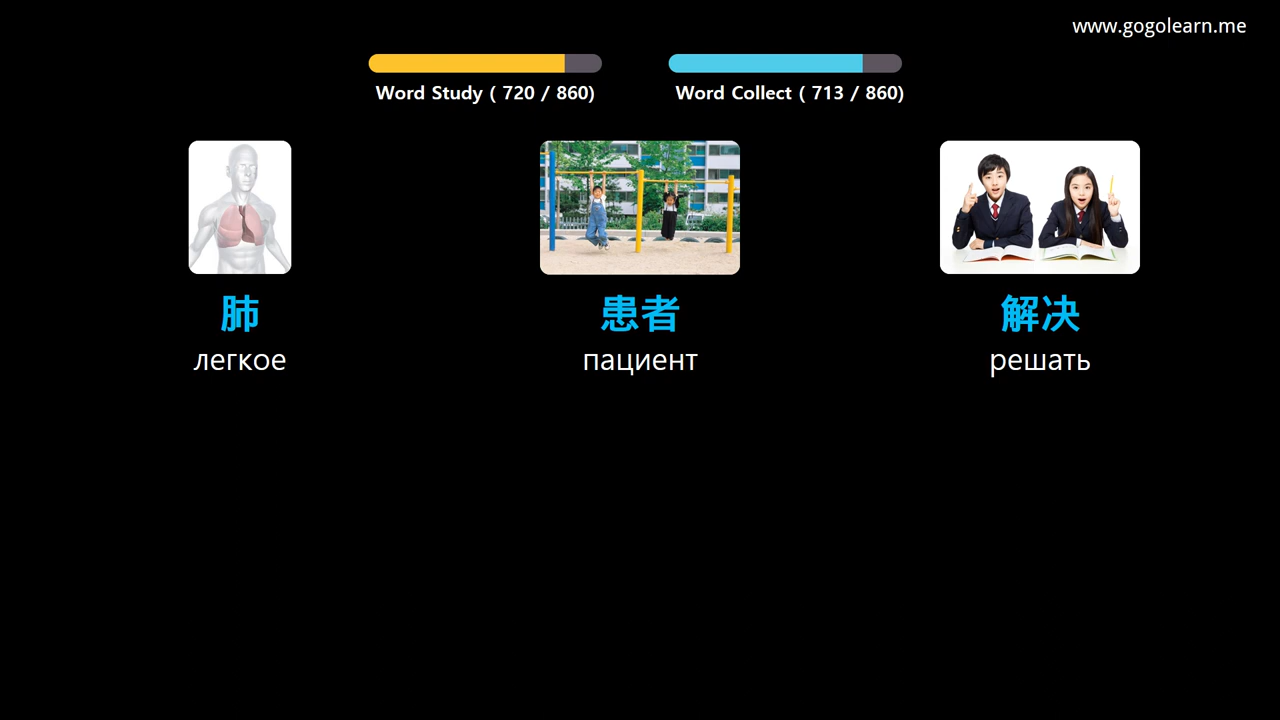 www.gogolearn.me
Word Study ( 720 / 860)
Word Collect ( 713 / 860)
肺
легкое
患者
пациент
解决
решать